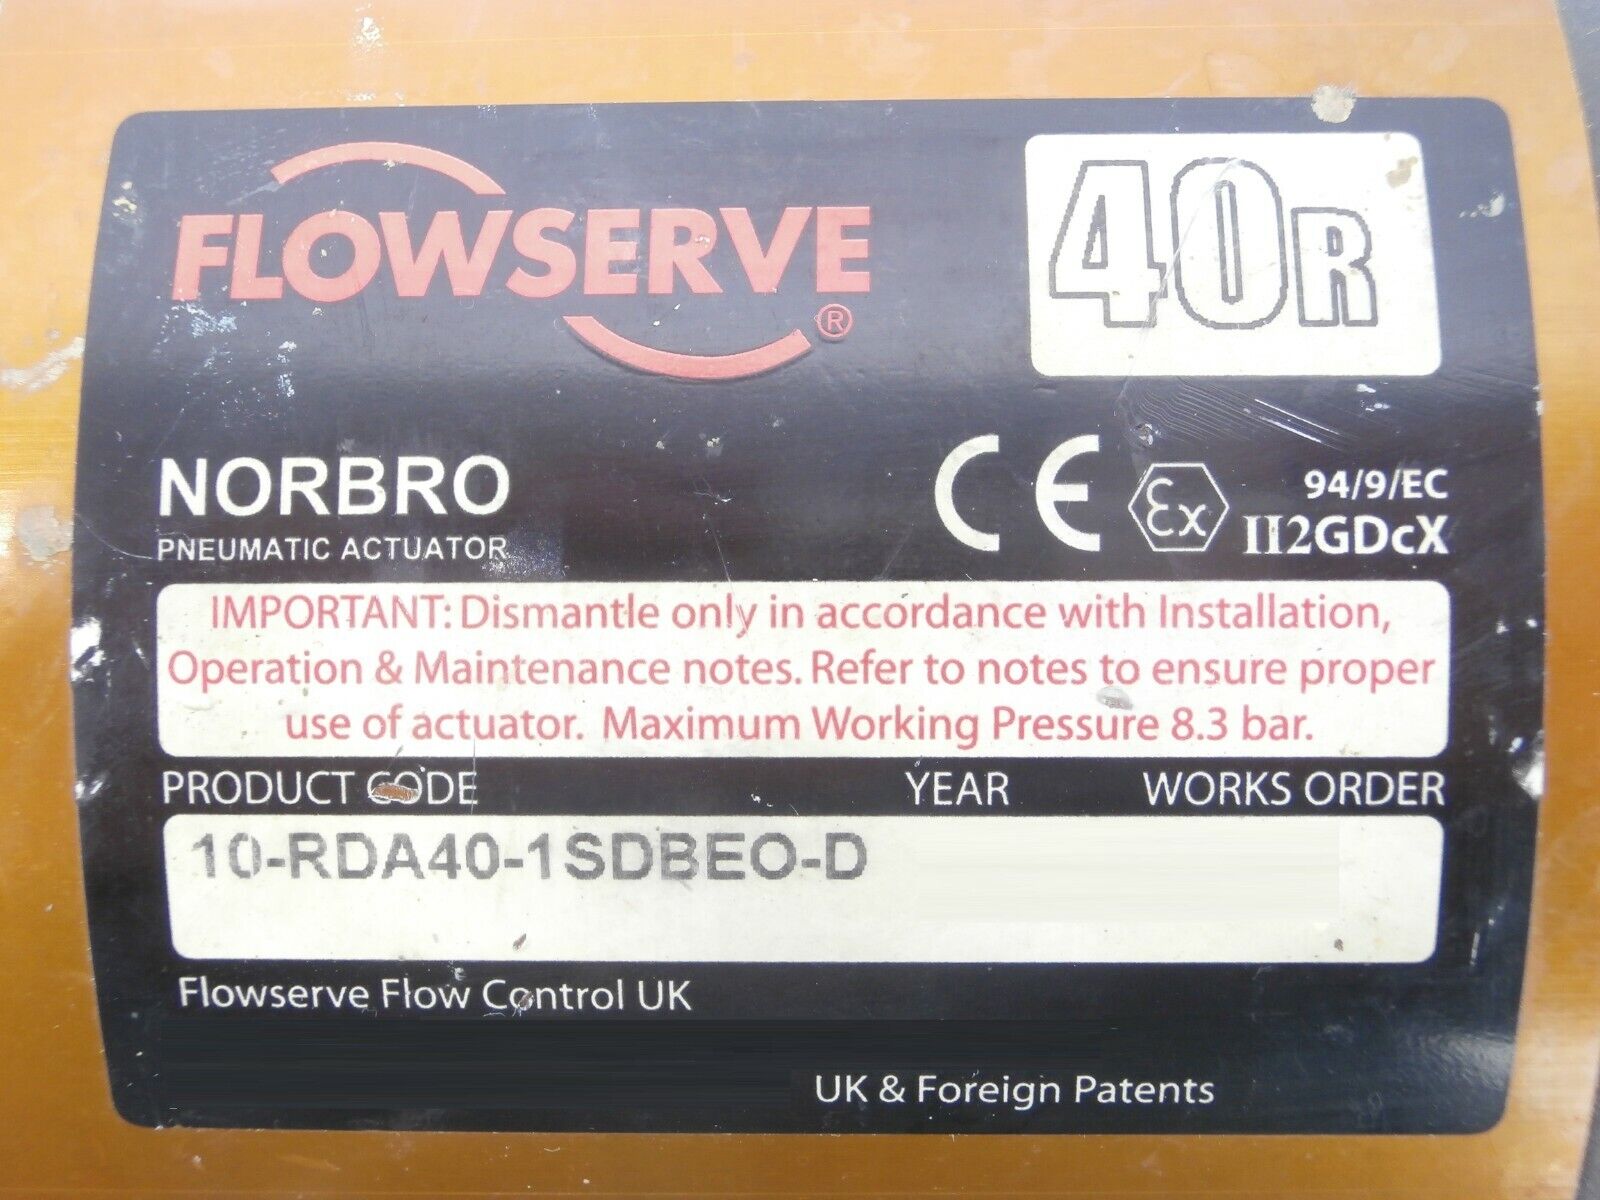 FLOWSERVE
®
40R
NORBRO
PNEUMATIC ACTUATOR
CE Ex 94/9/EC
II2GDcX
IMPORTANT: Dismantle only in accordance with Installation,
Operation & Maintenance notes. Refer to notes to ensure proper
use of actuator. Maximum Working Pressure 8.3 bar.
PRODUCT CODE YEAR WORKS ORDER
10-RDA40-1SDBEO-D
Flowserve Flow Control UK
UK & Foreign Patents